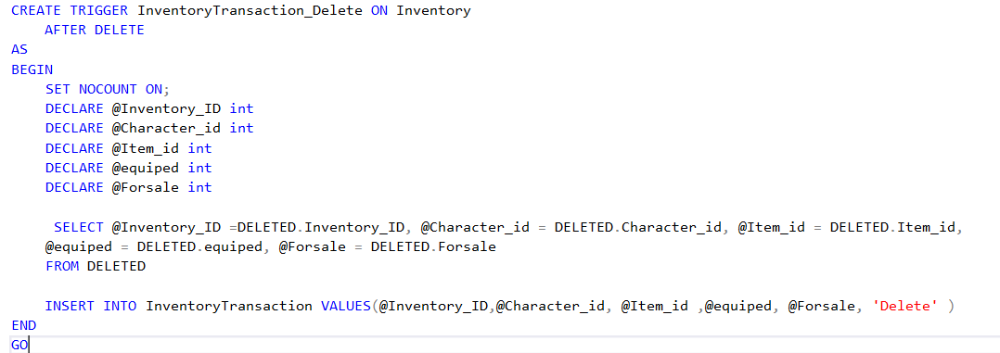 CREATE TRIGGER InventoryTransaction_Delete ON Inventory
AFTER DELETE
AS
BEGIN
SET NOCOUNT ON;
DECLARE @Inventory_ID int
DECLARE @Character_id int
DECLARE @Item_id int
DECLARE @equiped int
DECLARE @Forsale int
SELECT @Inventory_ID =DELETED.Inventory_ID, @Character_id = DELETED.Character_id, @Item_id = DELETED.Item_id,
@equiped = DELETED.equiped, @Forsale = DELETED.Forsale
FROM DELETED
INSERT INTO InventoryTransaction VALUES(@Inventory_ID,@Character_id, @Item_id ,@equiped, @Forsale, 'Delete' )
END
GO